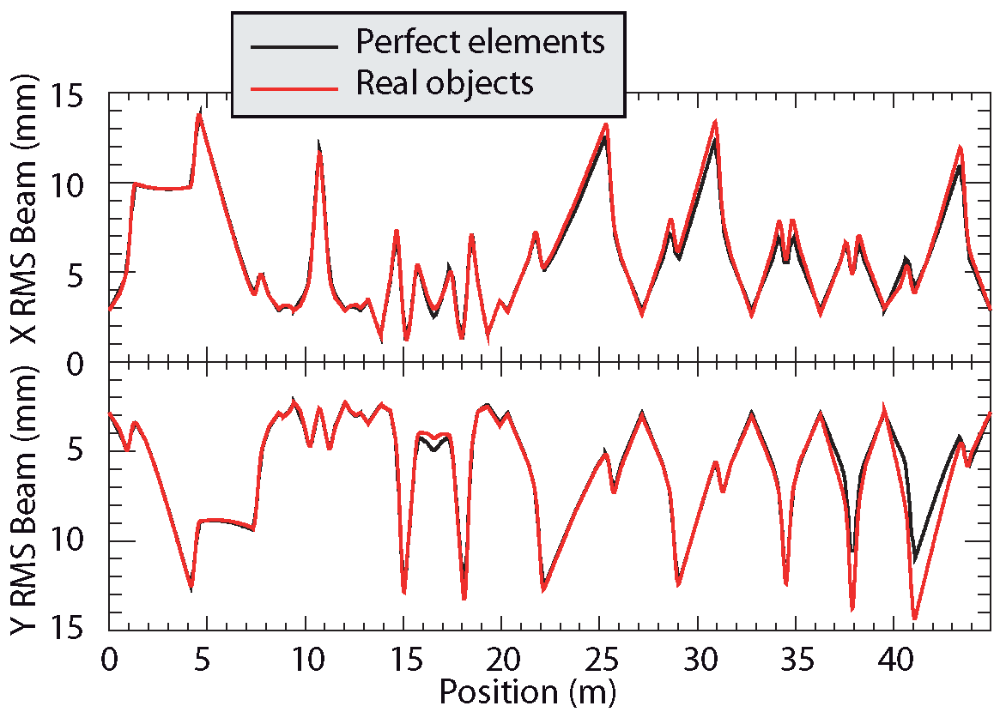 Perfect elements
Real objects
X RMS Beam (mm)
15
10
5
0
Y RMS Beam (mm)
5
10
15
0 5 10 15 20 25 30 35 40
Position (m)